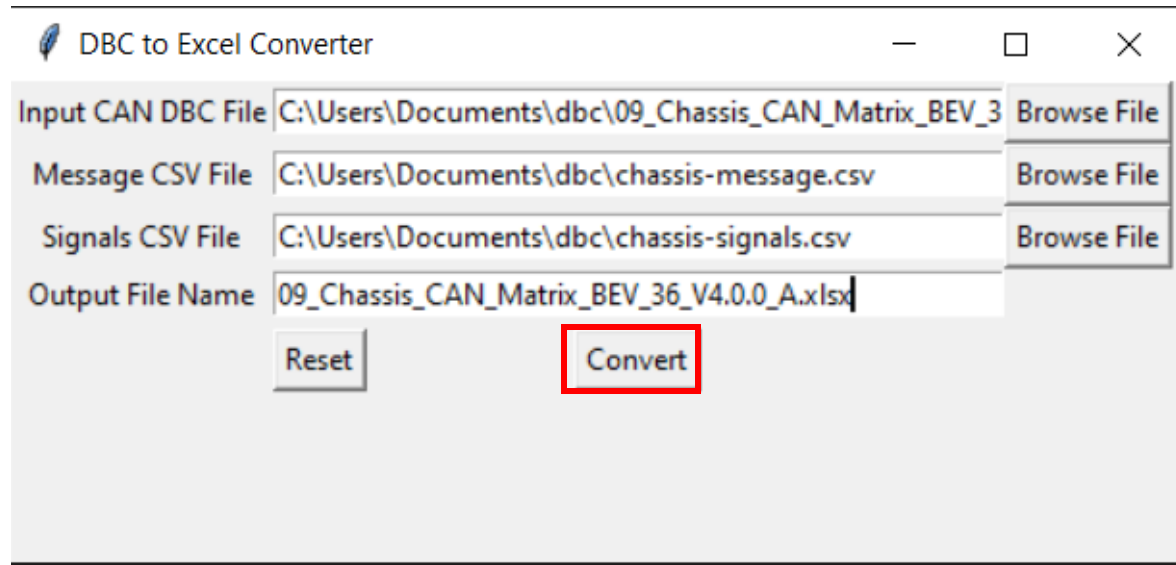 DBC to Excel Converter
Input CAN DBC File C:\Users\Documents\dbc\09_Chassis_CAN_Matrix_BEV_3 Browse File
Message CSV File C:\Users\Documents\dbc\chassis-message.csv Browse File
Signals CSV File C:\Users\Documents\dbc\chassis-signals.csv Browse File
Output File Name 09_Chassis_CAN_Matrix_BEV_36_V4.0.0_A.xlsx
Reset Convert